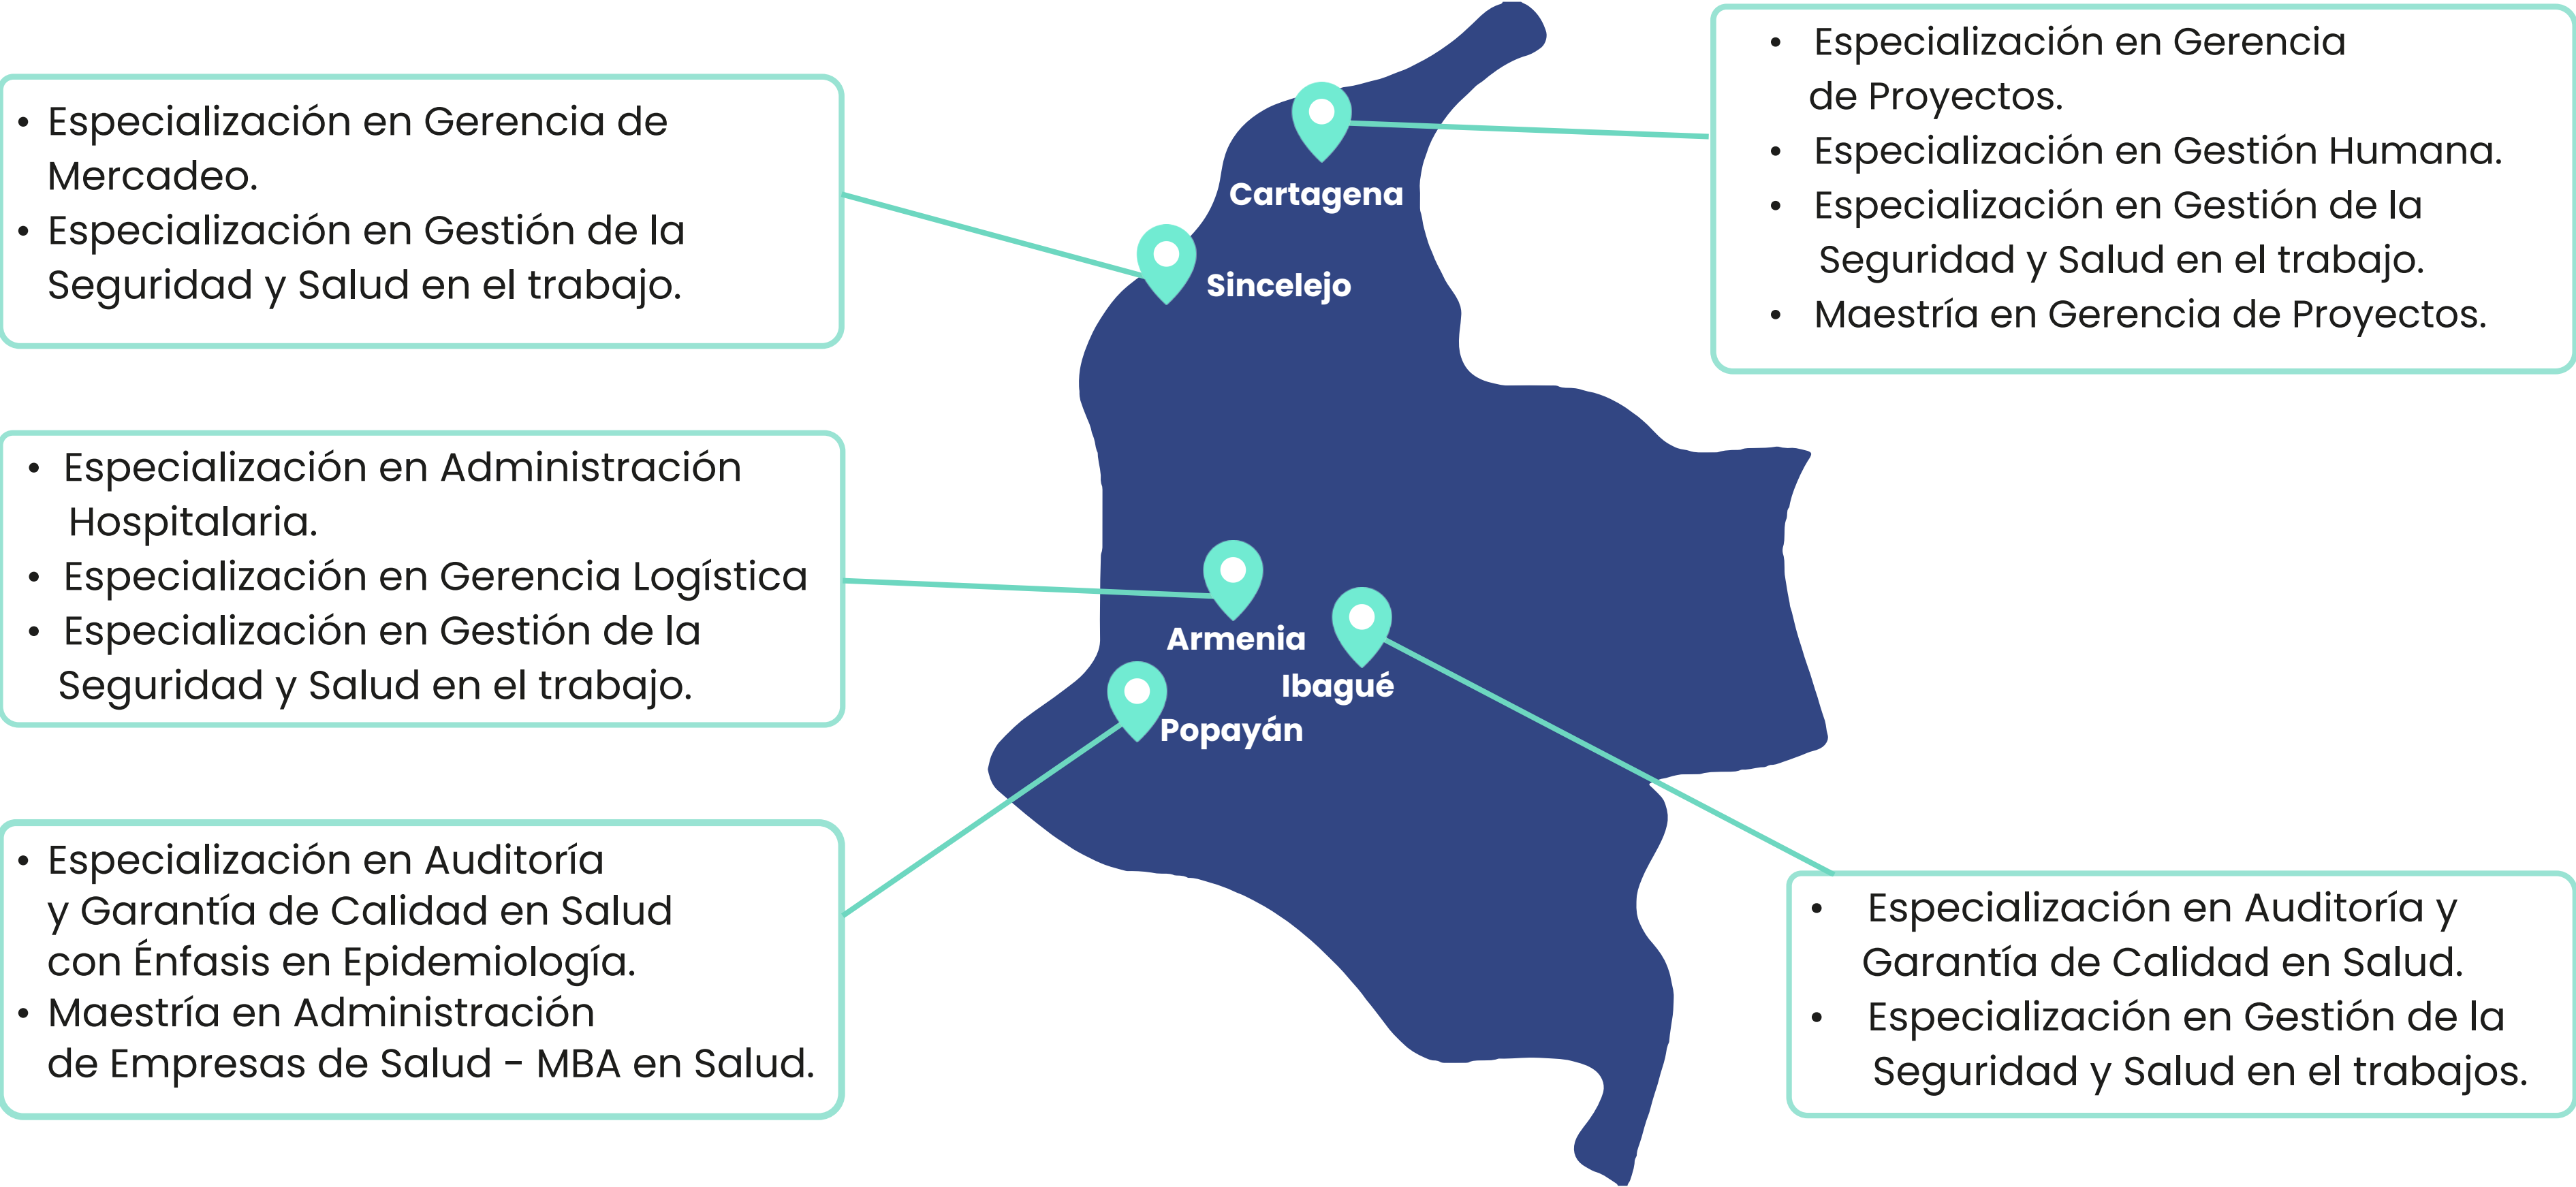 • Especialización en Gerencia de
Mercadeo.
• Especialización en Gestión de la
Seguridad y Salud en el trabajo.
• Especialización en Gerencia
de Proyectos.
• Especialización en Gestión Humana.
• Especialización en Gestión de la
Seguridad y Salud en el trabajo.
• Maestría en Gerencia de Proyectos.
Cartagena
Sincelejo
• Especialización en Administración
Hospitalaria.
• Especialización en Gerencia Logística
• Especialización en Gestión de la
Seguridad y Salud en el trabajo.
Armenia
Ibagué
Popayán
• Especialización en Auditoría
y Garantía de Calidad en Salud
con Énfasis en Epidemiología.
• Maestría en Administración
de Empresas de Salud - MBA en Salud.
• Especialización en Auditoría y
Garantía de Calidad en Salud.
• Especialización en Gestión de la
Seguridad y Salud en el trabajos.